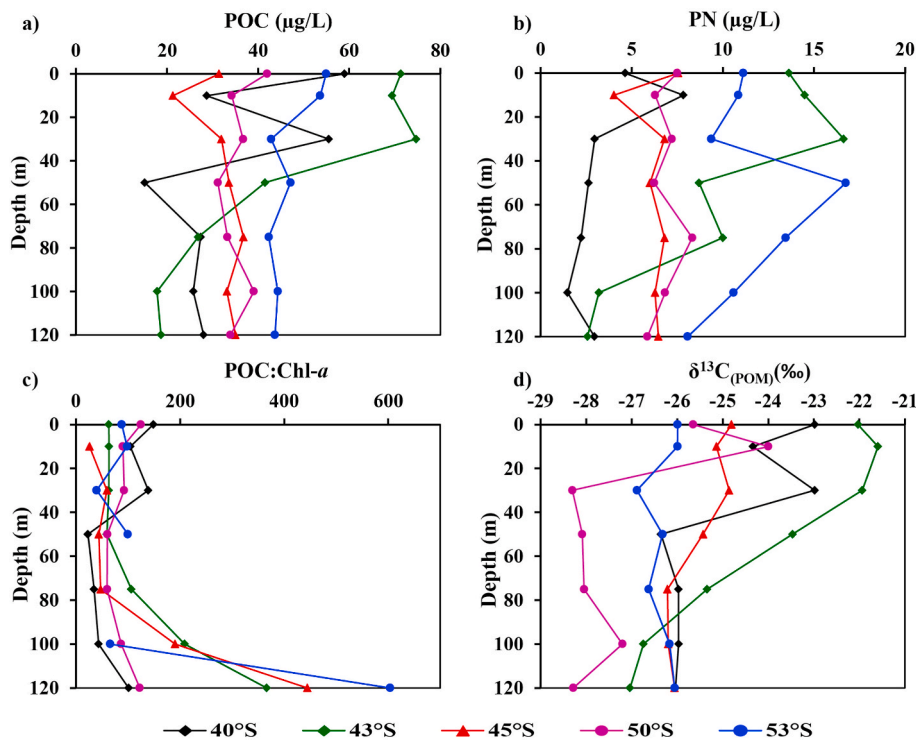 a) POC (µg/L)
0 20 40 60 80
Depth (m)
0
20
40
60
80
100
120
b) PN (µg/L)
0 5 10 15 20
Depth (m)
0
20
40
60
80
100
120
c) POC:Chl-a
0 200 400 600
Depth (m)
0
20
40
60
80
100
120
d) δ¹³C(POM)(‰)
-29 -28 -27 -26 -25 -24 -23 -22 -21
Depth (m)
0
20
40
60
80
100
120
40°S 43°S 45°S 50°S 53°S